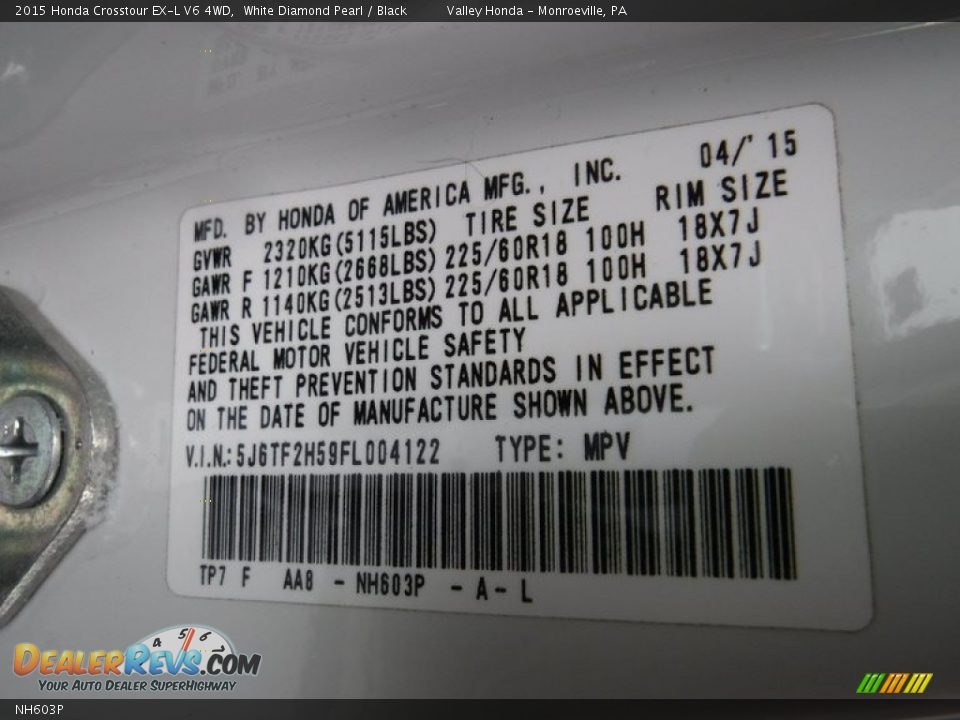 2015 Honda Crosstour EX-L V6 4WD, White Diamond Pearl / Black Valley Honda - Monroeville, PA
04/'15
MFD. BY HONDA OF AMERICA MFG., INC.
GVWR 2320KG(5115LBS) TIRE SIZE RIM SIZE
GAWR F 1210KG(2668LBS) 225/60R18 100H 18X7J
GAWR R 1140KG(2513LBS) 225/60R18 100H 18X7J
THIS VEHICLE CONFORMS TO ALL APPLICABLE
FEDERAL MOTOR VEHICLE SAFETY
AND THEFT PREVENTION STANDARDS IN EFFECT
ON THE DATE OF MANUFACTURE SHOWN ABOVE.
V.I.N.: 5J6TF2H59FL004122 TYPE: MPV
TP7 F AA8 - NH603P - A - L
4 5 6
DEALERREVS.COM
YOUR AUTO DEALER SUPERHIGHWAY
NH603P